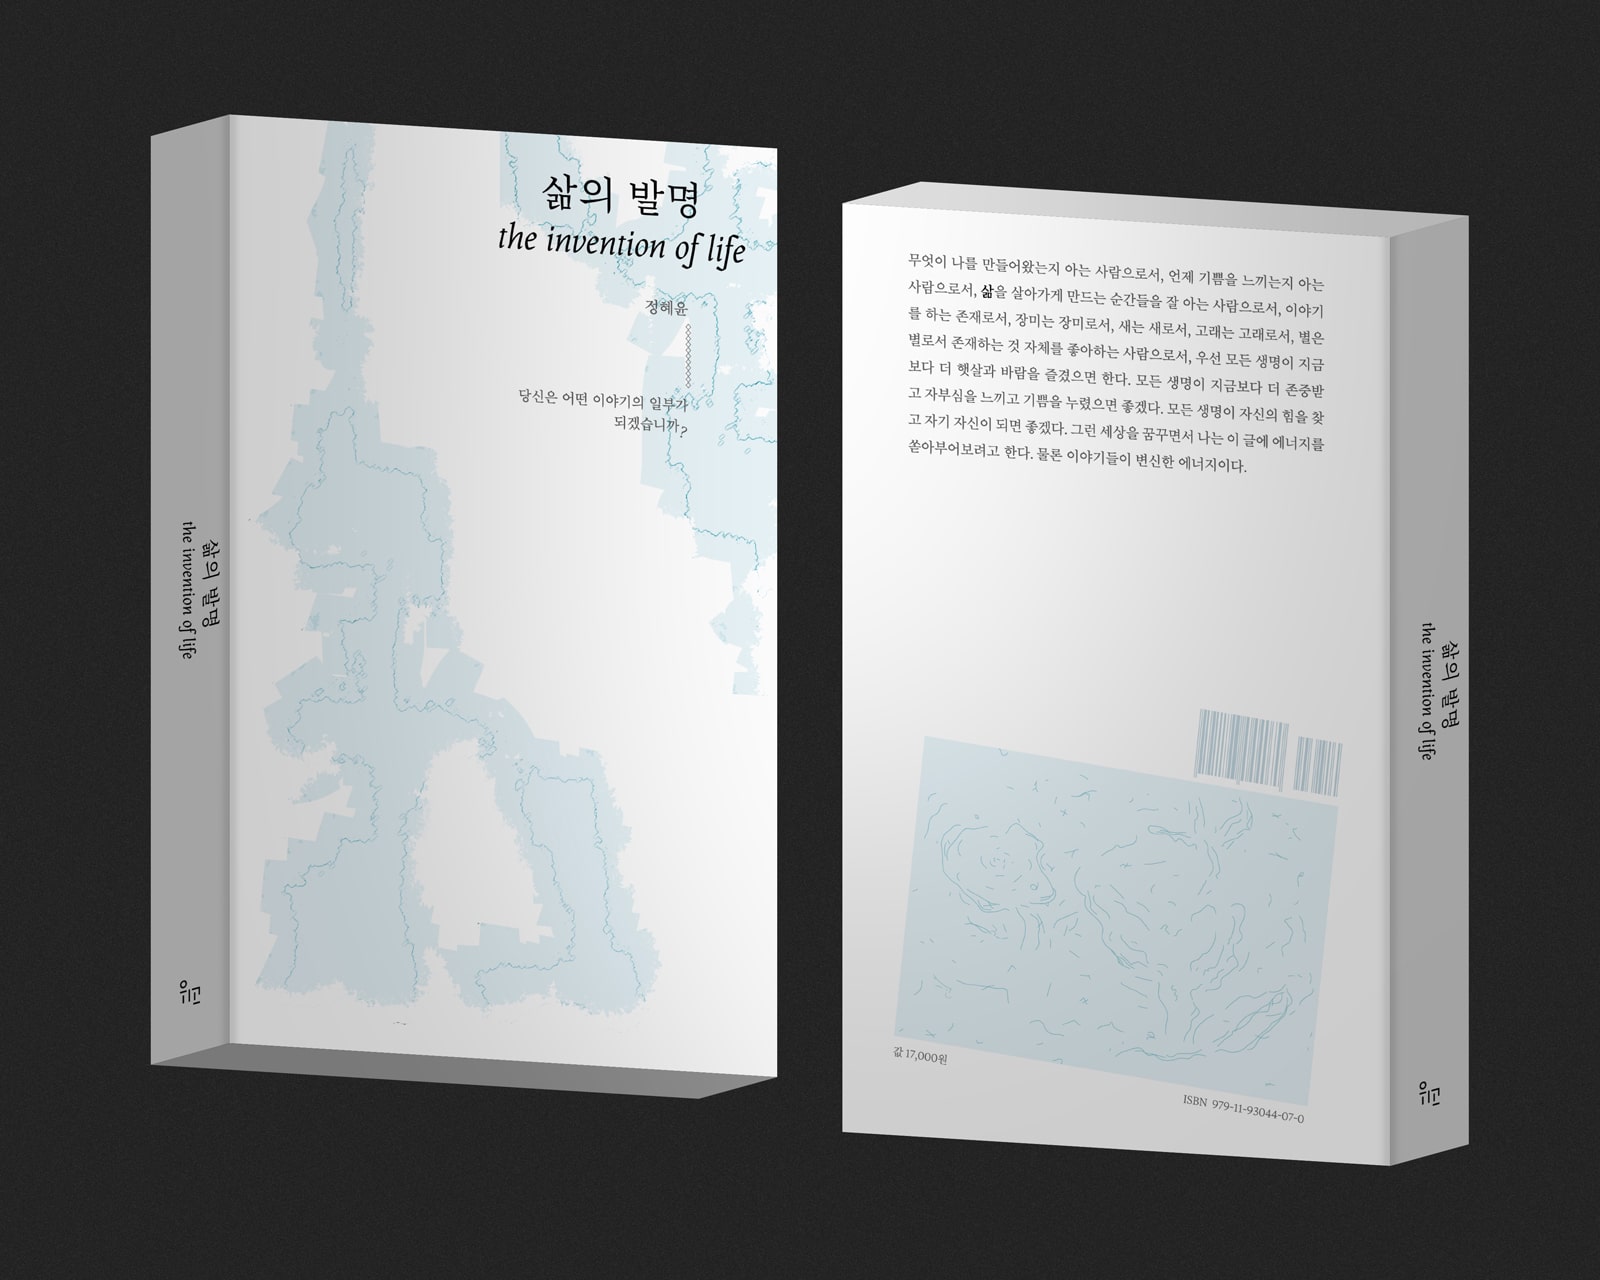 삶의 발명
the invention of life
정혜윤
당신은 어떤 이야기의 일부가
되겠습니까?
삶의 발명
the invention of life
무엇이 나를 만들어왔는지 아는 사람으로서, 언제 기쁨을 느끼는지 아는
사람으로서, 삶을 살아가게 만드는 순간들을 잘 아는 사람으로서, 이야기
를 하는 존재로서, 장미는 장미로서, 새는 새로서, 고래는 고래로서, 별은
별로서 존재하는 것 자체를 좋아하는 사람으로서, 우선 모든 생명이 지금
보다 더 햇살과 바람을 즐겼으면 한다. 모든 생명이 지금보다 더 존중받
고 자부심을 느끼고 기쁨을 누렸으면 좋겠다. 모든 생명이 자신의 힘을 찾
고 자기 자신이 되면 좋겠다. 그런 세상을 꿈꾸면서 나는 이 글에 에너지를
쏟아부어보려고 한다. 물론 이야기들이 변신한 에너지이다.
값 17,000원
ISBN 979-11-93044-07-0
삶의 발명
the invention of life